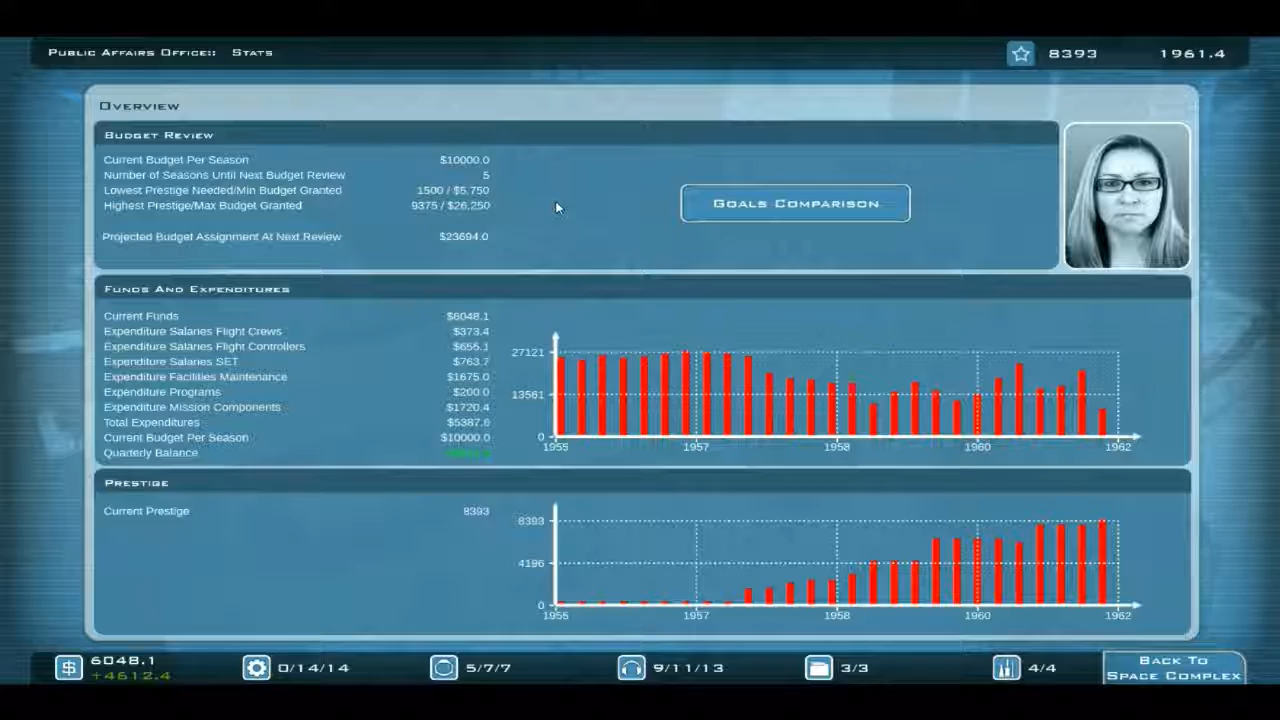 Public Affairs Office:: Stats
8393 1961.4
Overview
Budget Review
Current Budget Per Season $10000.0
Number of Seasons Until Next Budget Review 5
Lowest Prestige Needed/Min Budget Granted 1500 / $5,750
Highest Prestige/Max Budget Granted 9375 / $26,250
Projected Budget Assignment At Next Review $23694.0
Goals Comparison
Funds And Expenditures
Current Funds $6048.1
Expenditure Salaries Flight Crews $373.4
Expenditure Salaries Flight Controllers $655.1
Expenditure Salaries SET $763.7
Expenditure Facilities Maintenance $1675.0
Expenditure Programs $200.0
Expenditure Mission Components $1720.4
Total Expenditures $5387.6
Current Budget Per Season $10000.0
Quarterly Balance
27121
13561
0
1955 1957 1958 1960 1962
Prestige
Current Prestige 8393
8393
4196
0
1955 1957 1958 1960 1962
6048.1
+4612.4
0/14/14
5/7/7
9/11/13
3/3
4/4
Back To
Space Complex